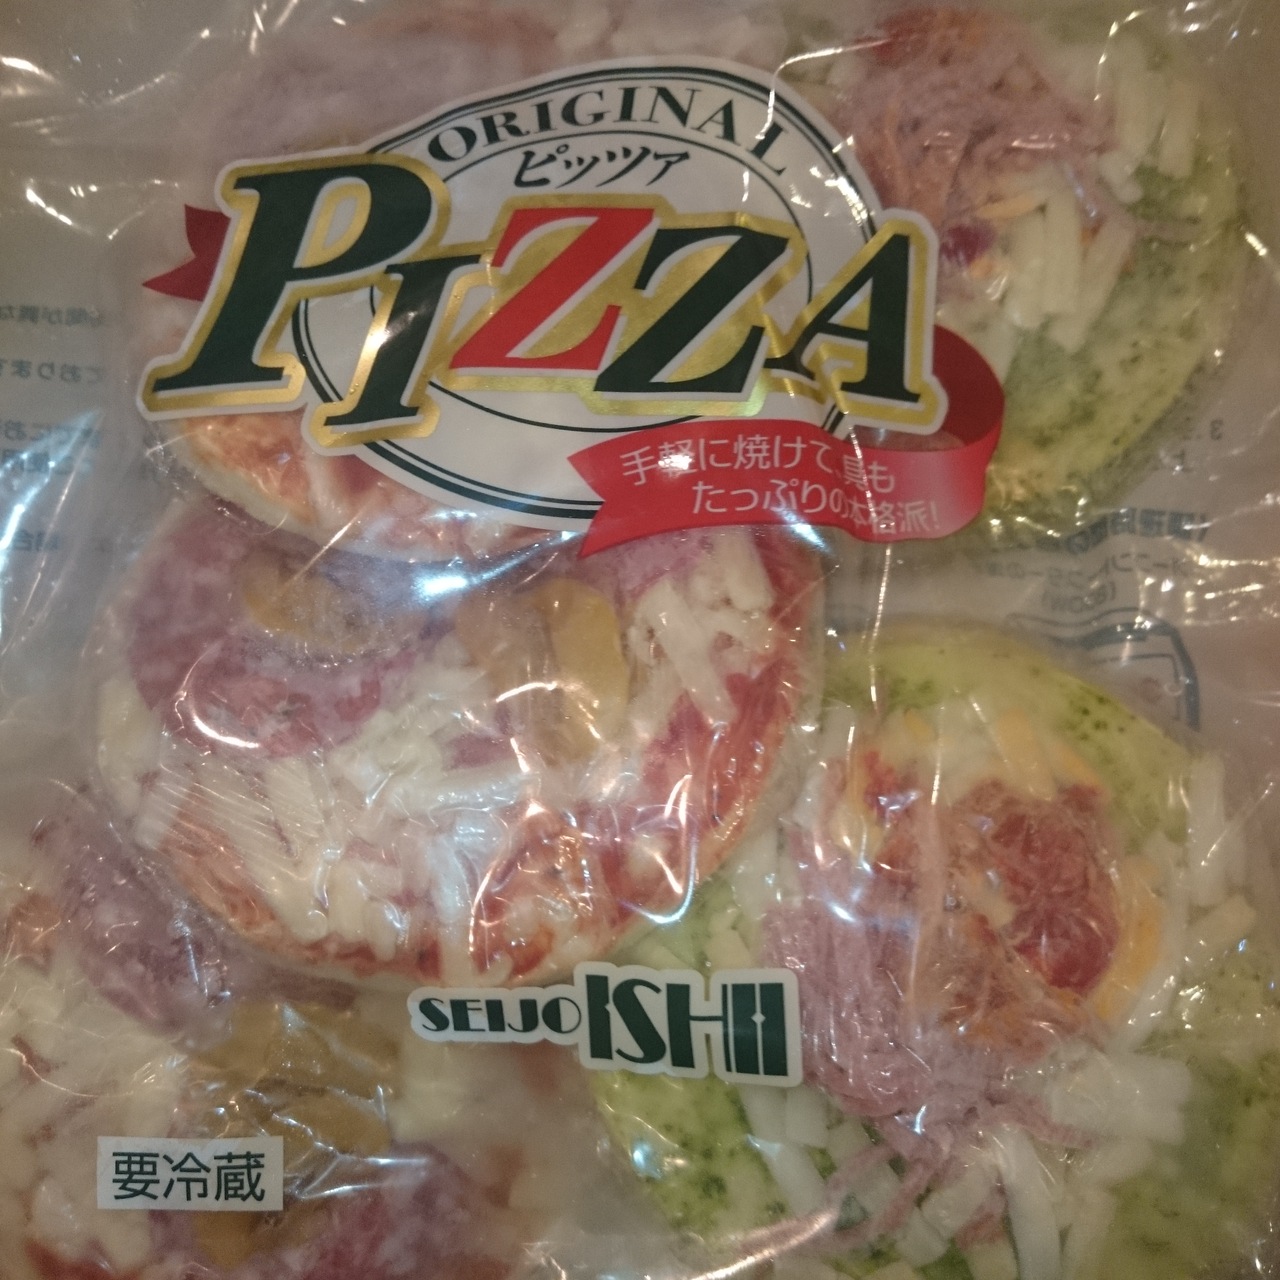 ORIGINAL
ピッツァ
PIZZA
手軽に焼けて、具も
たっぷりの本格派!
SEIJO ISHII
要冷蔵